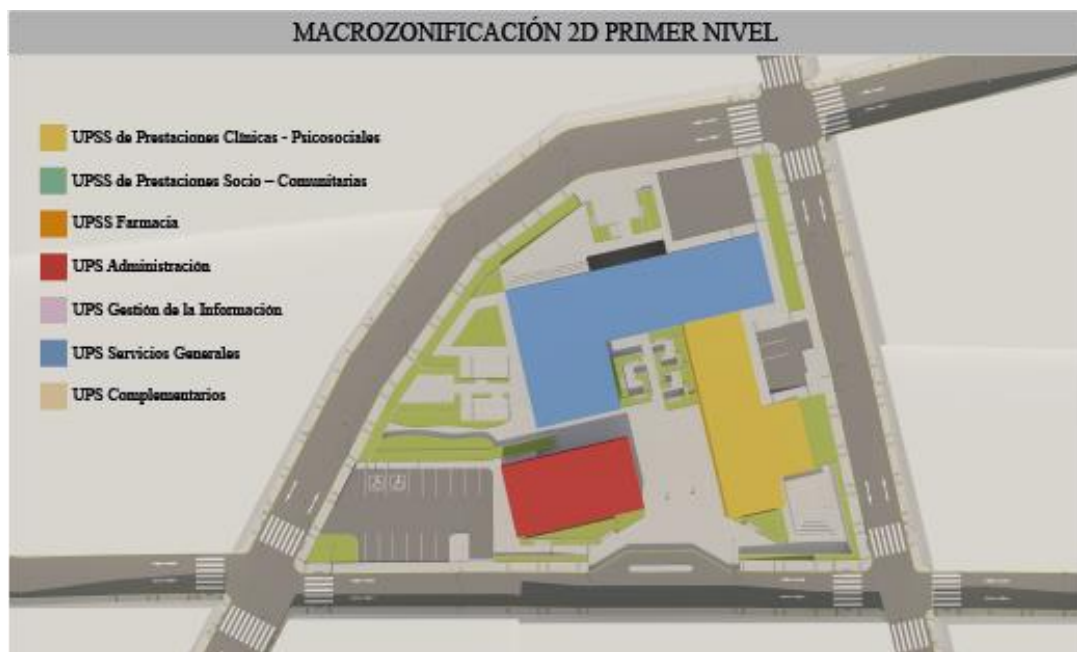 MACROZONIFICACIÓN 2D PRIMER NIVEL
UPSS de Prestaciones Clínicas - Psicosociales
UPSS de Prestaciones Socio – Comunitarias
UPSS Farmacia
UPS Administración
UPS Gestión de la Información
UPS Servicios Generales
UPS Complementarios